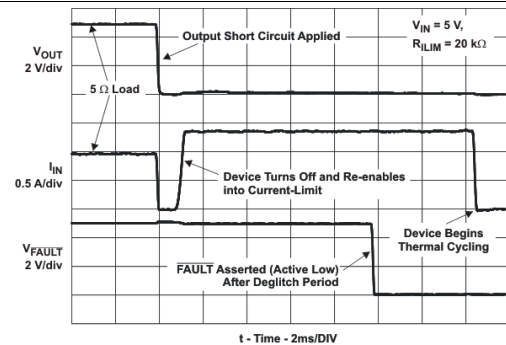 V_OUT
2 V/div
Output Short Circuit Applied
V_IN = 5 V,
R_ILIM = 20 kΩ
5 Ω Load
I_IN
0.5 A/div
Device Turns Off and Re-enables
into Current-Limit
V_F̅A̅U̅L̅T̅
2 V/div
F̅A̅U̅L̅T̅ Asserted (Active Low)
After Deglitch Period
Device Begins
Thermal Cycling
t - Time - 2ms/DIV